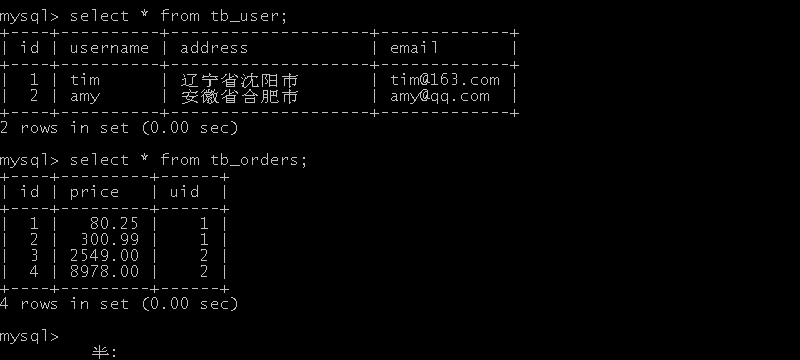 mysql> select * from tb_user;
+----+----------+--------------------+-------------+
| id | username | address            | email       |
+----+----------+--------------------+-------------+
|  1 | tim      | 辽宁省沈阳市       | tim@163.com |
|  2 | amy      | 安徽省合肥市       | amy@qq.com  |
+----+----------+--------------------+-------------+
2 rows in set (0.00 sec)
mysql> select * from tb_orders;
+----+---------+------+
| id | price   | uid  |
+----+---------+------+
|  1 |   80.25 |    1 |
|  2 |  300.99 |    1 |
|  3 | 2549.00 |    2 |
|  4 | 8978.00 |    2 |
+----+---------+------+
4 rows in set (0.00 sec)
mysql>
半: